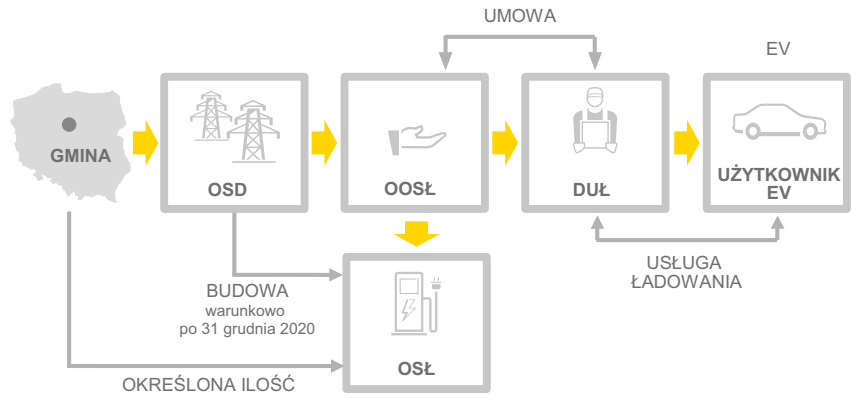 UMOWA
EV
GMINA
OSD
OOSŁ
DUŁ
UŻYTKOWNIK
EV
BUDOWA
warunkowo
po 31 grudnia 2020
USŁUGA
ŁADOWANIA
OSŁ
OKREŚLONA ILOŚĆ